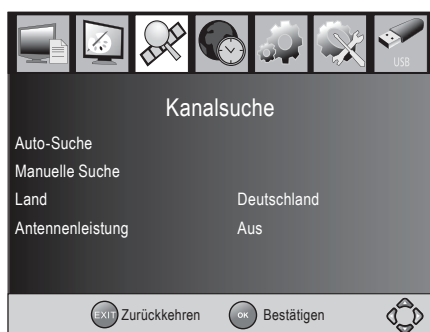 USB
Kanalsuche
Auto-Suche
Manuelle Suche
Land Deutschland
Antennenleistung Aus
EXIT Zurückkehren OK Bestätigen